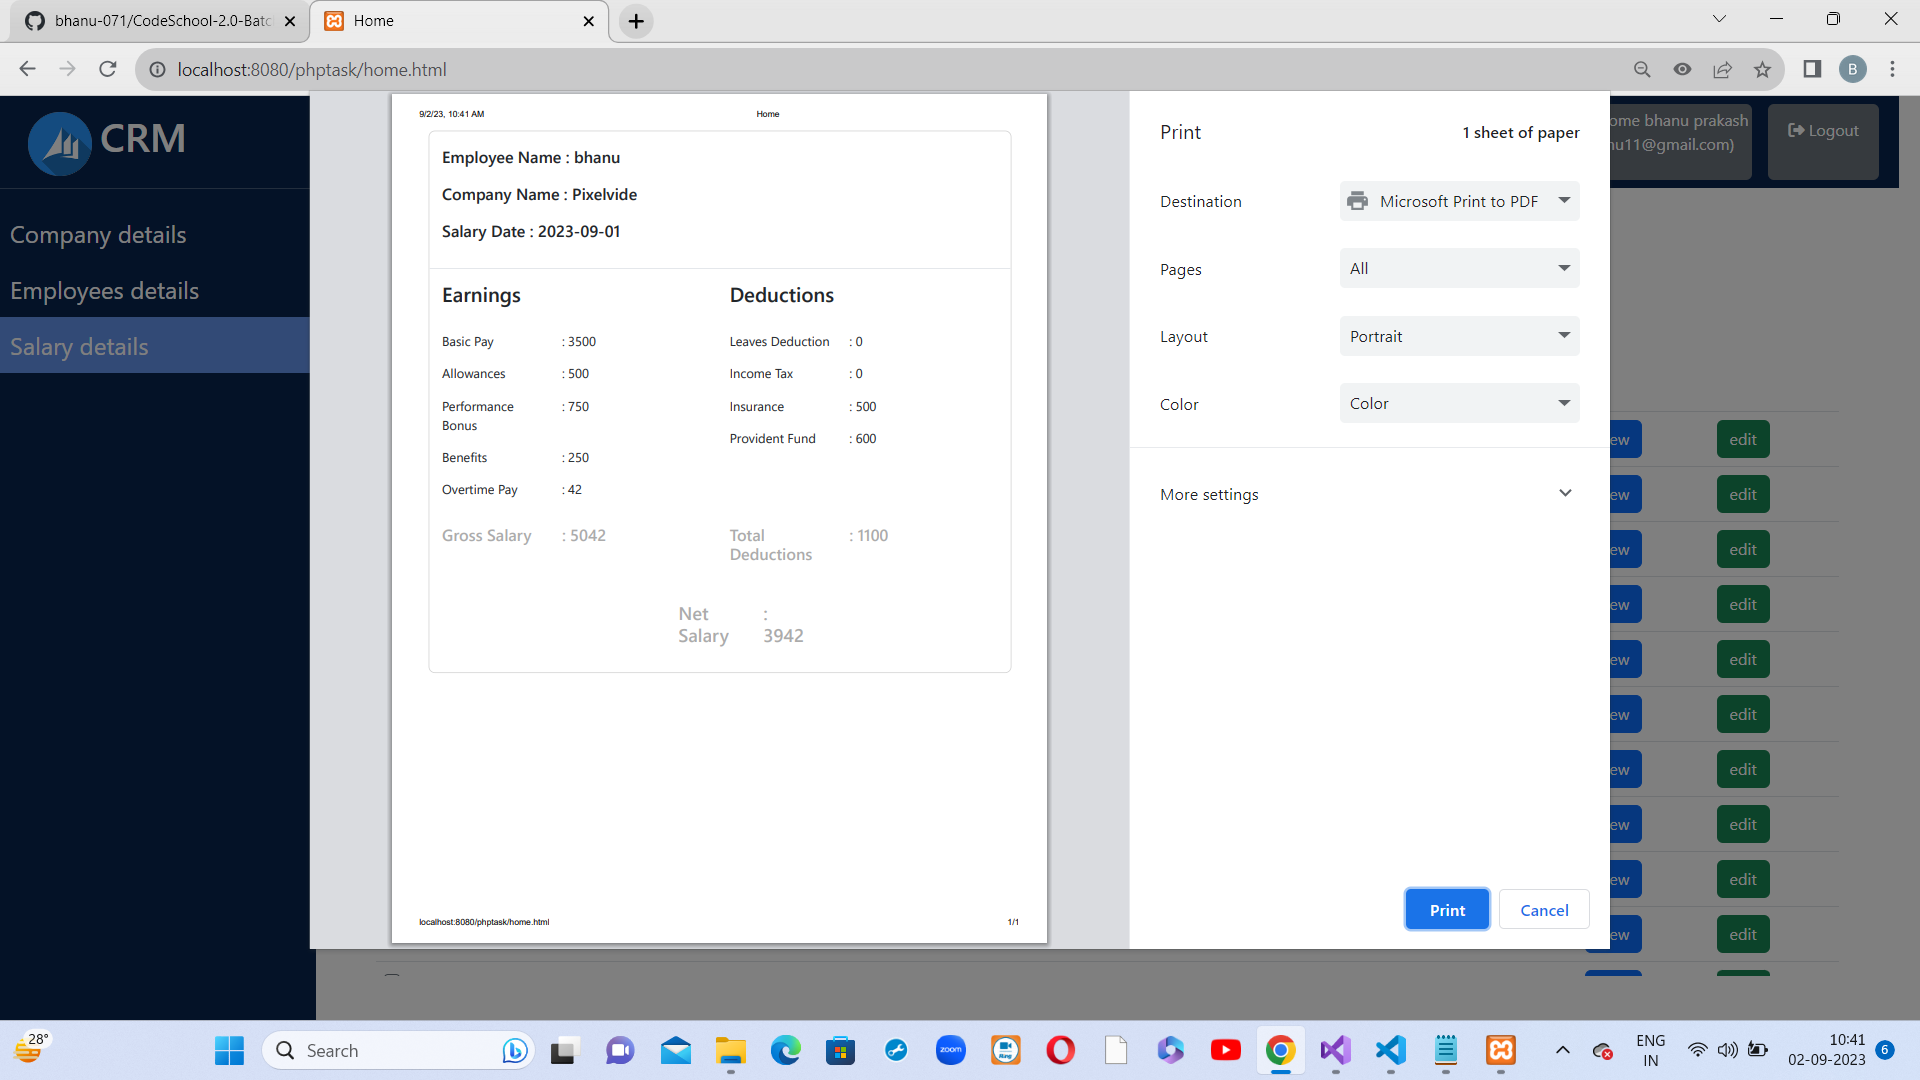 bhanu-071/CodeSchool-2.0-Batc
Home
localhost:8080/phptask/home.html
B
CRM
ome bhanu prakash
nu11@gmail.com)
Logout
Company details
Employees details
Salary details
9/2/23, 10:41 AM
Home
Employee Name : bhanu
Company Name : Pixelvide
Salary Date : 2023-09-01
Earnings
Deductions
Basic Pay : 3500
Leaves Deduction : 0
Allowances : 500
Income Tax : 0
Performance Bonus : 750
Insurance : 500
Provident Fund : 600
Benefits : 250
Overtime Pay : 42
Gross Salary : 5042
Total Deductions : 1100
Net Salary : 3942
localhost:8080/phptask/home.html
1/1
Print
1 sheet of paper
Destination
Microsoft Print to PDF
Pages
All
Layout
Portrait
Color
Color
More settings
Print
Cancel
ew edit
ew edit
ew edit
ew edit
ew edit
ew edit
ew edit
ew edit
ew edit
ew edit
28°
Search
zoom
ENG
IN
10:41
02-09-2023
6